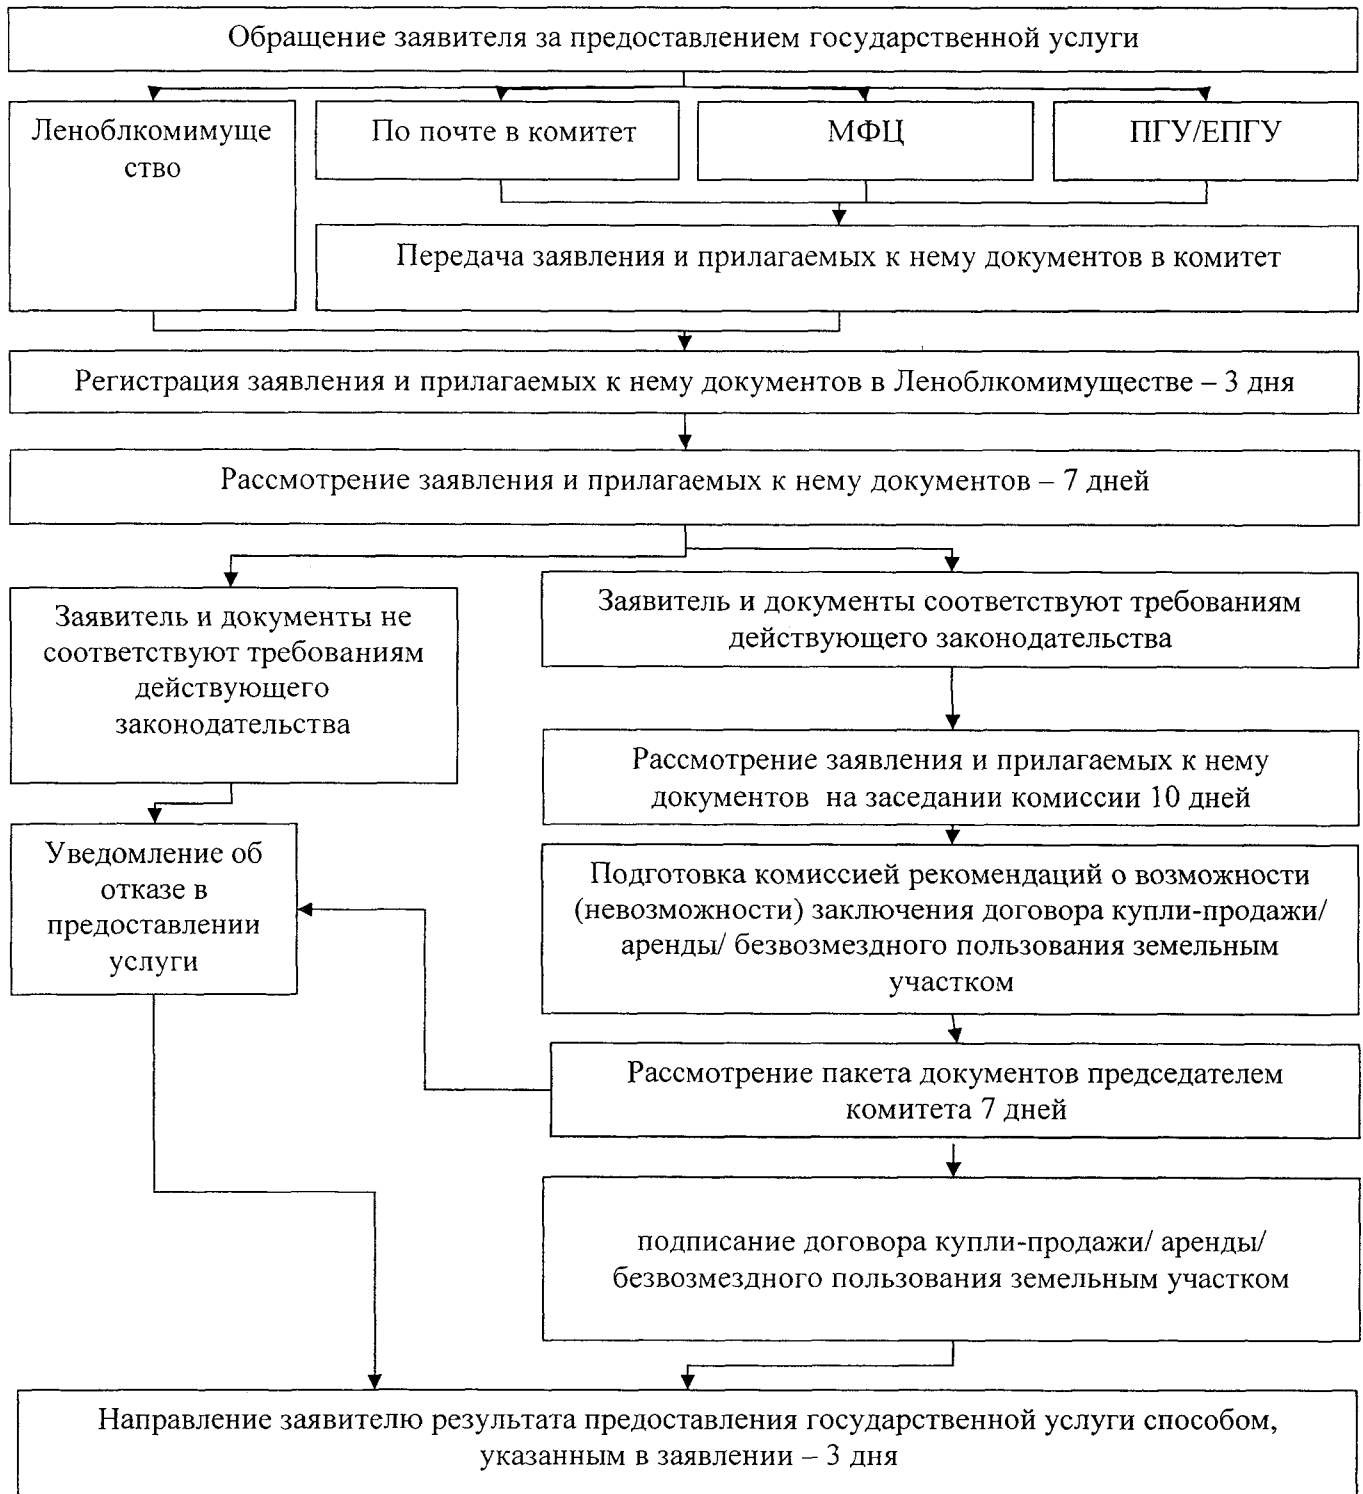 Обращение заявителя за предоставлением государственной услуги
Леноблкомимуще
ство
По почте в комитет
МФЦ
ПГУ/ЕПГУ
Передача заявления и прилагаемых к нему документов в комитет
Регистрация заявления и прилагаемых к нему документов в Леноблкомимуществе – 3 дня
Рассмотрение заявления и прилагаемых к нему документов – 7 дней
Заявитель и документы не
соответствуют требованиям
действующего
законодательства
Заявитель и документы соответствуют требованиям
действующего законодательства
Рассмотрение заявления и прилагаемых к нему
документов на заседании комиссии 10 дней
Уведомление об
отказе в
предоставлении
услуги
Подготовка комиссией рекомендаций о возможности
(невозможности) заключения договора купли-продажи/
аренды/ безвозмездного пользования земельным
участком
Рассмотрение пакета документов председателем
комитета 7 дней
подписание договора купли-продажи/ аренды/
безвозмездного пользования земельным участком
Направление заявителю результата предоставления государственной услуги способом,
указанным в заявлении – 3 дня